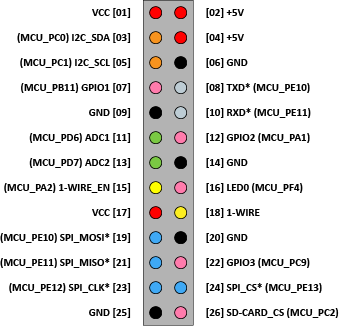 VCC [01] [02] +5V
(MCU_PC0) I2C_SDA [03] [04] +5V
(MCU_PC1) I2C_SCL [05] [06] GND
(MCU_PB11) GPIO1 [07] [08] TXD* (MCU_PE10)
GND [09] [10] RXD* (MCU_PE11)
(MCU_PD6) ADC1 [11] [12] GPIO2 (MCU_PA1)
(MCU_PD7) ADC2 [13] [14] GND
(MCU_PA2) 1-WIRE_EN [15] [16] LED0 (MCU_PF4)
VCC [17] [18] 1-WIRE
(MCU_PE10) SPI_MOSI* [19] [20] GND
(MCU_PE11) SPI_MISO* [21] [22] GPIO3 (MCU_PC9)
(MCU_PE12) SPI_CLK* [23] [24] SPI_CS* (MCU_PE13)
GND [25] [26] SD-CARD_CS (MCU_PC2)